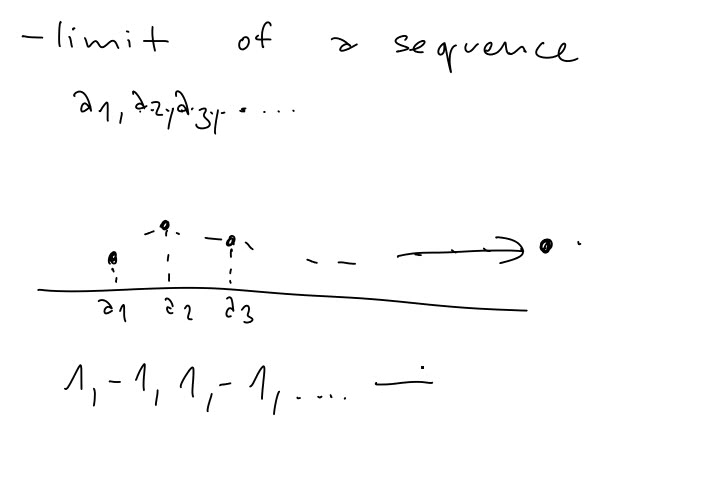 -limit of a sequence
a1, a2, a3, ....
a1 a2 a3
1, -1, 1, -1, ....